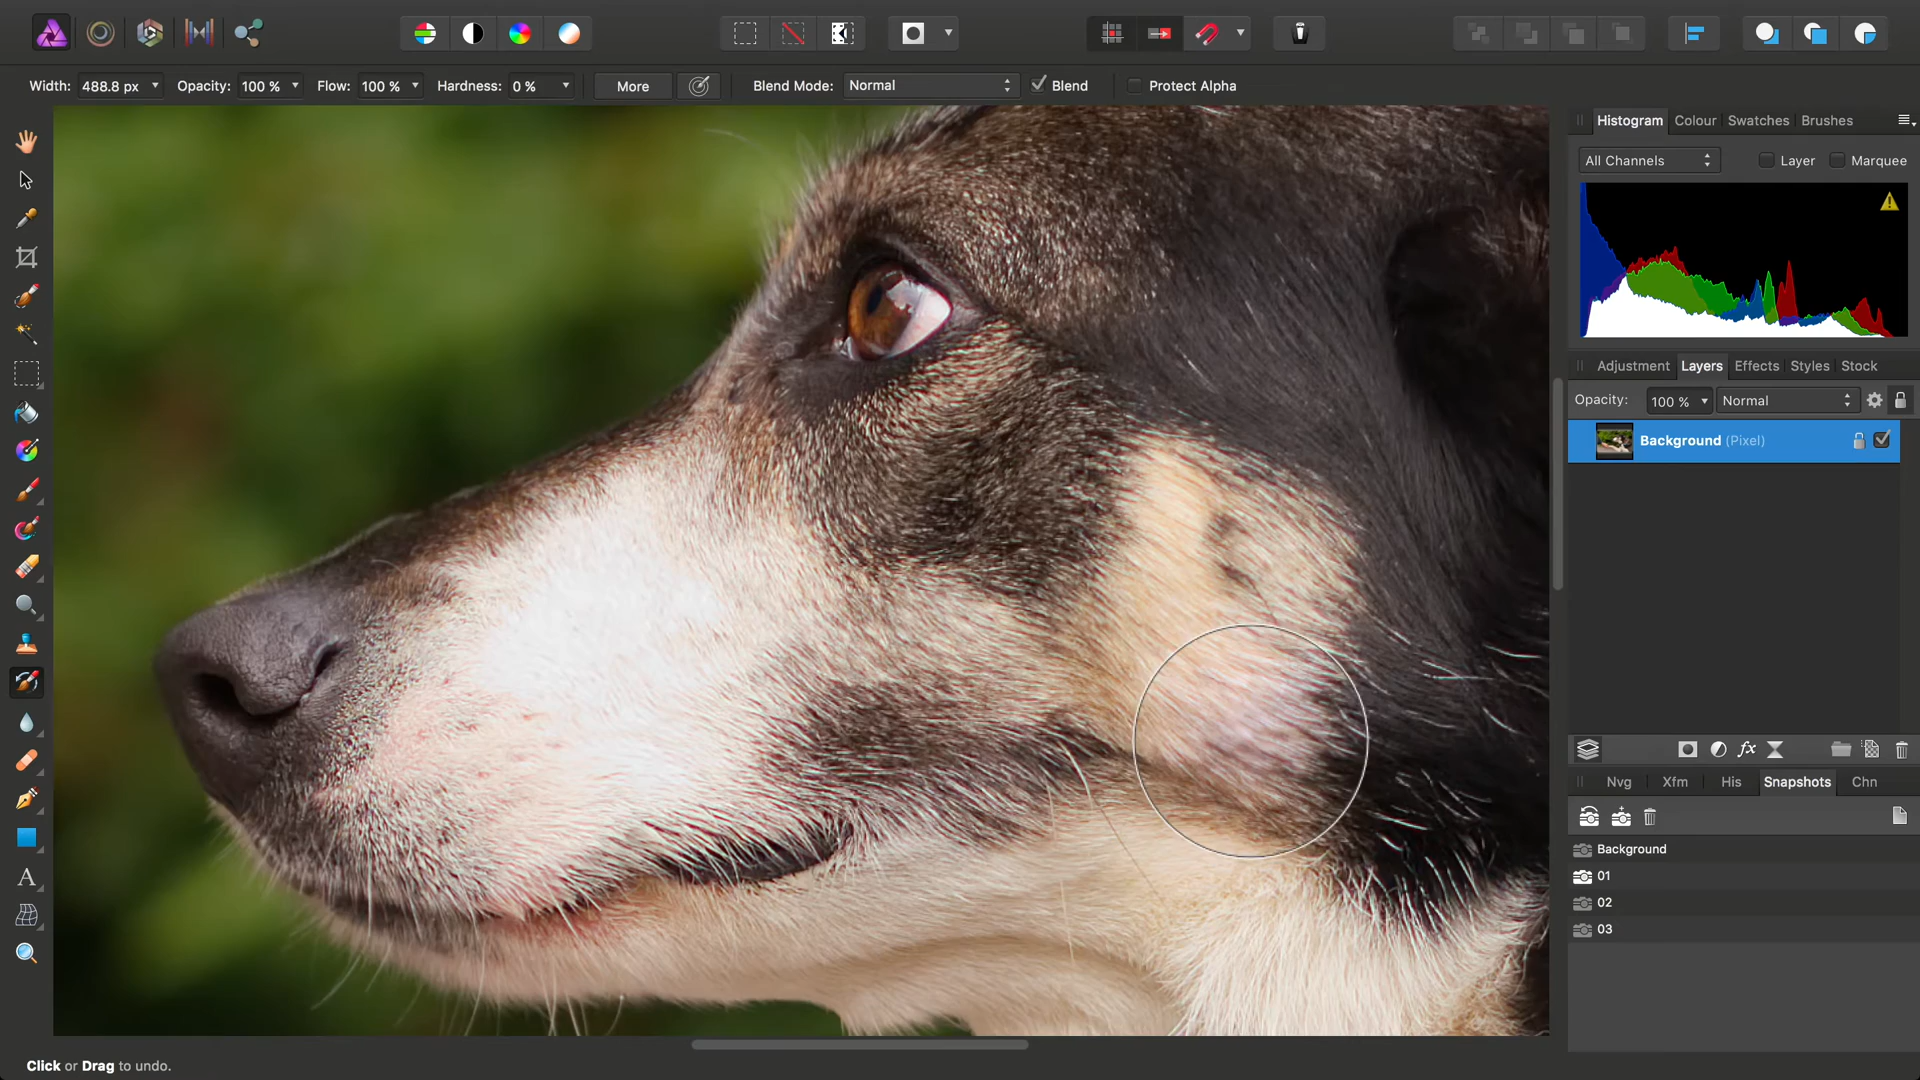 Width: 488.8 px Opacity: 100 % Flow: 100 % Hardness: 0 % More Blend Mode: Normal Blend Protect Alpha
Histogram Colour Swatches Brushes
All Channels Layer Marquee
Adjustment Layers Effects Styles Stock
Opacity: 100 % Normal
Background (Pixel)
fx
Nvg Xfm His Snapshots Chn
Background
01
02
03
A
Click or Drag to undo.